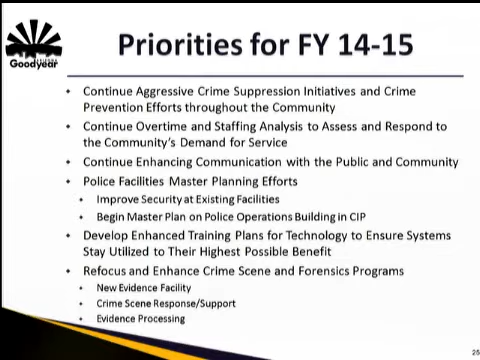 Priorities for FY 14-15
ARIZONA
Goodyear
• Continue Aggressive Crime Suppression Initiatives and Crime
Prevention Efforts throughout the Community
• Continue Overtime and Staffing Analysis to Assess and Respond to
the Community's Demand for Service
• Continue Enhancing Communication with the Public and Community
• Police Facilities Master Planning Efforts
• Improve Security at Existing Facilities
• Begin Master Plan on Police Operations Building in CIP
• Develop Enhanced Training Plans for Technology to Ensure Systems
Stay Utilized to Their Highest Possible Benefit
• Refocus and Enhance Crime Scene and Forensics Programs
• New Evidence Facility
• Crime Scene Response/Support
• Evidence Processing